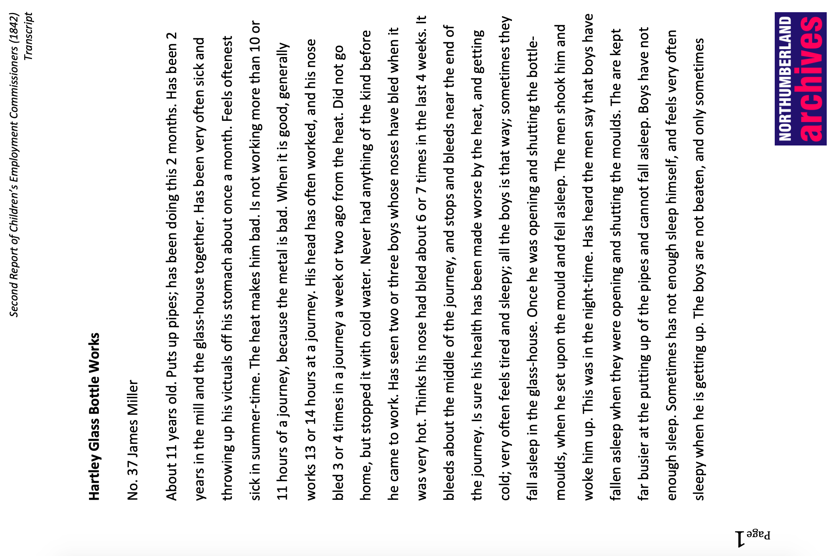 Second Report of Children's Employment Commissioners (1842)
Transcript
Hartley Glass Bottle Works
No. 37 James Miller
About 11 years old. Puts up pipes; has been doing this 2 months. Has been 2
years in the mill and the glass-house together. Has been very often sick and
throwing up his victuals off his stomach about once a month. Feels oftenest
sick in summer-time. The heat makes him bad. Is not working more than 10 or
11 hours of a journey, because the metal is bad. When it is good, generally
works 13 or 14 hours at a journey. His head has often worked, and his nose
bled 3 or 4 times in a journey a week or two ago from the heat. Did not go
home, but stopped it with cold water. Never had anything of the kind before
he came to work. Has seen two or three boys whose noses have bled when it
was very hot. Thinks his nose had bled about 6 or 7 times in the last 4 weeks. It
bleeds about the middle of the journey, and stops and bleeds near the end of
the journey. Is sure his health has been made worse by the heat, and getting
cold; very often feels tired and sleepy; all the boys is that way; sometimes they
fall asleep in the glass-house. Once he was opening and shutting the bottle-
moulds, when he set upon the mould and fell asleep. The men shook him and
woke him up. This was in the night-time. Has heard the men say that boys have
fallen asleep when they were opening and shutting the moulds. The are kept
far busier at the putting up of the pipes and cannot fall asleep. Boys have not
enough sleep. Sometimes has not enough sleep himself, and feels very often
sleepy when he is getting up. The boys are not beaten, and only sometimes
Page 1
NORTHUMBERLAND
archives